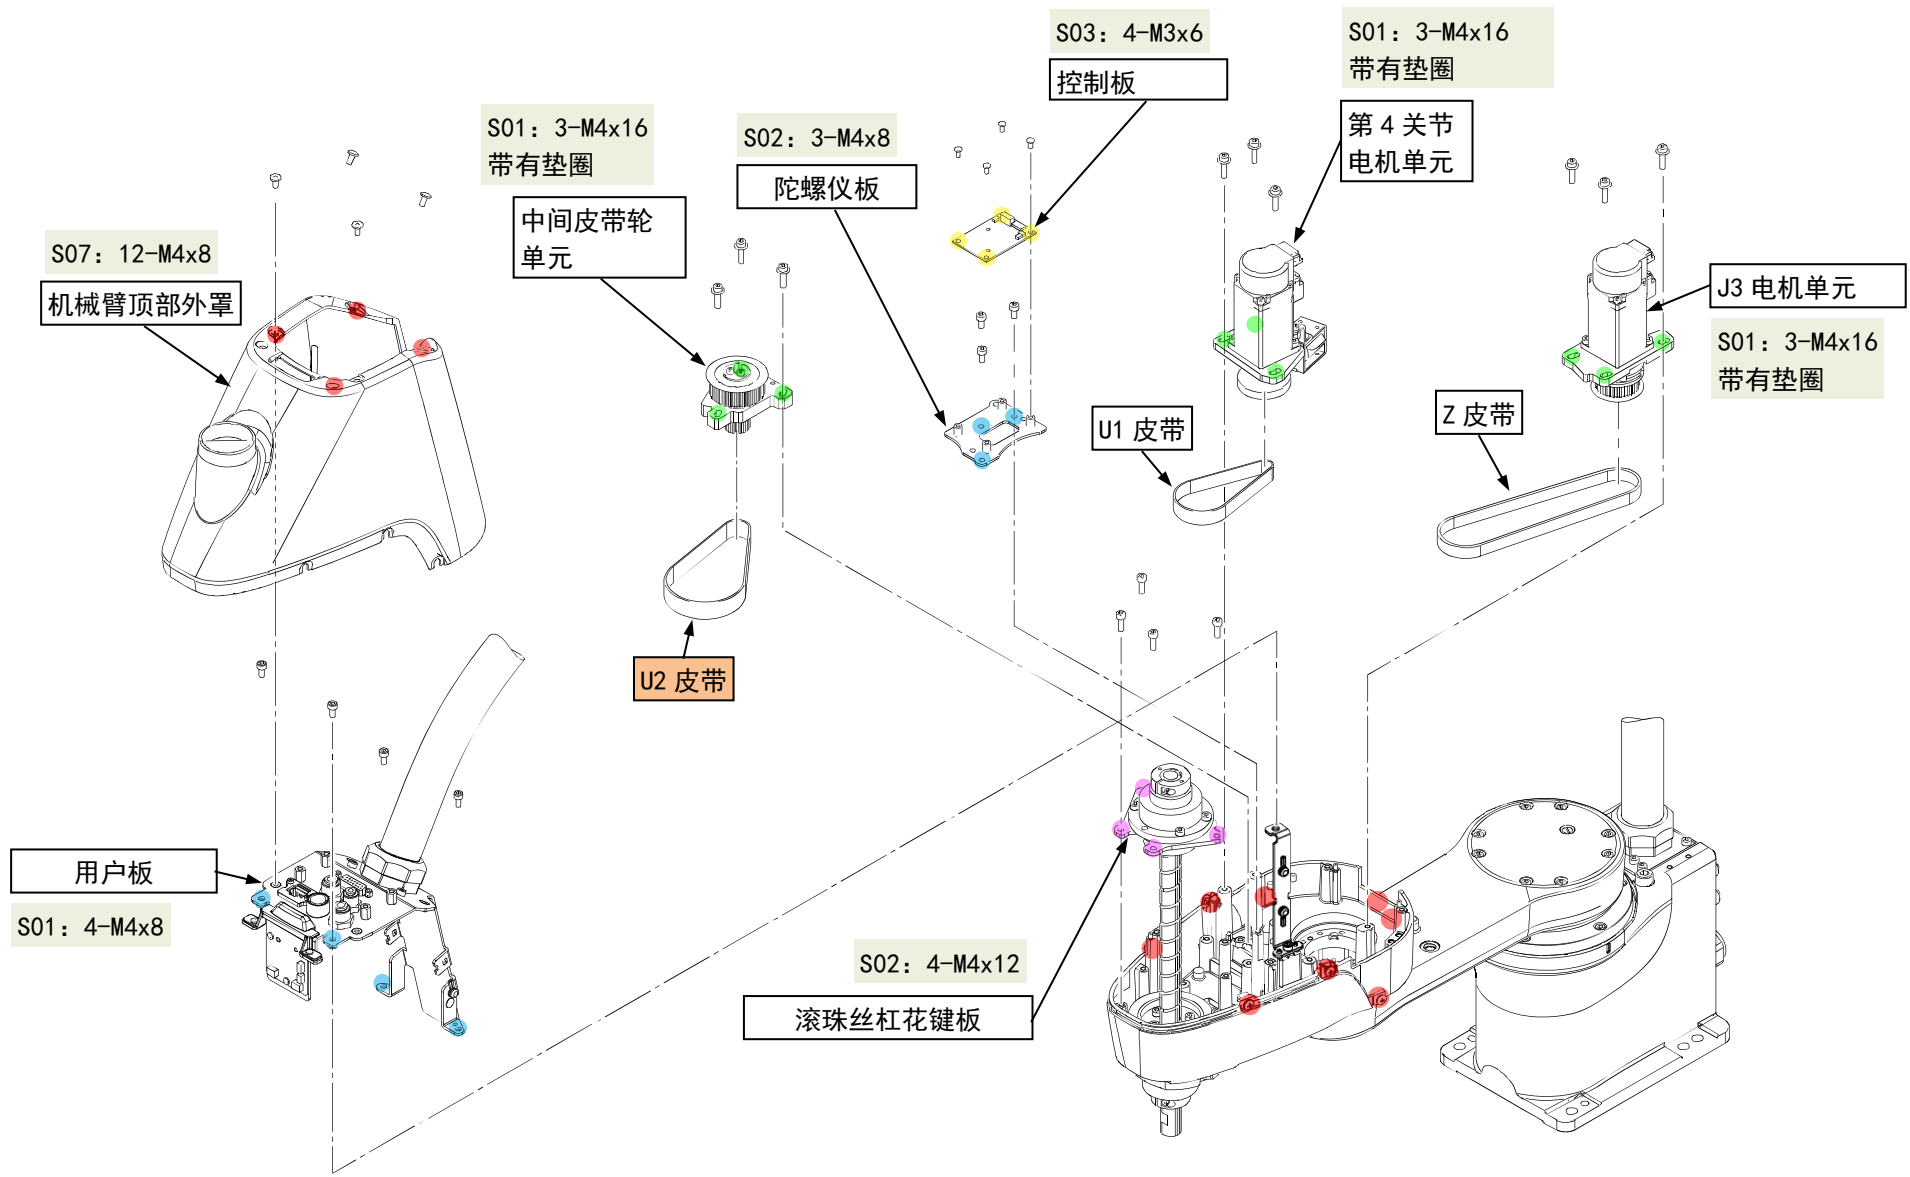 S03: 4-M3x6
控制板
S01: 3-M4x16
带有垫圈
第 4 关节
电机单元
S01: 3-M4x16
带有垫圈
中间皮带轮
单元
S02: 3-M4x8
陀螺仪板
S07: 12-M4x8
机械臂顶部外罩
J3 电机单元
S01: 3-M4x16
带有垫圈
U1 皮带
Z 皮带
U2 皮带
用户板
S01: 4-M4x8
S02: 4-M4x12
滚珠丝杠花键板